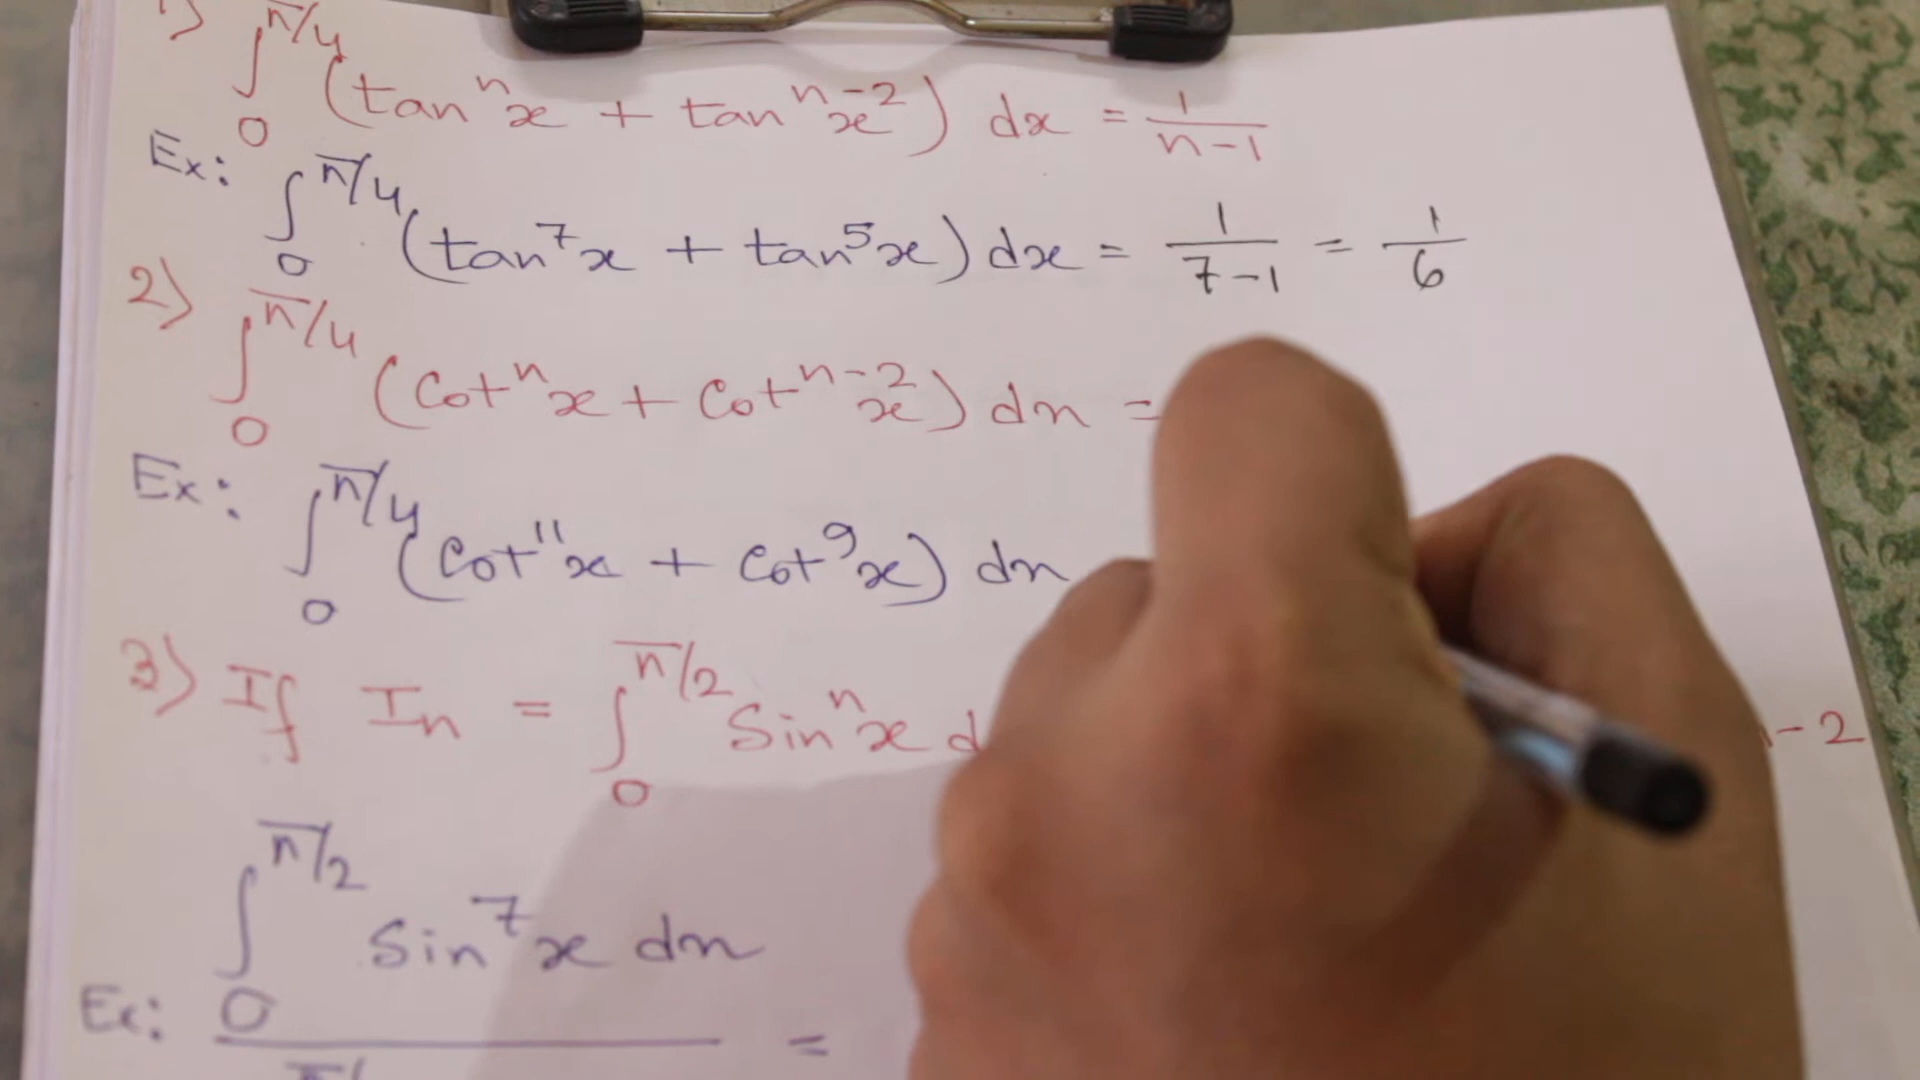 1)
∫₀^π/4 (tanⁿx + tanⁿ⁻²x) dx = 1/(n-1)
Ex: ∫₀^π/4 (tan⁷x + tan⁵x) dx = 1/(7-1) = 1/6
2) ∫₀^π/4 (Cotⁿx + Cotⁿ⁻²x) dx =
Ex: ∫₀^π/4 (Cot¹¹x + Cot⁹x) dx
3) If Iₙ = ∫₀^π/2 Sinⁿx d -2
∫₀^π/2 Sin⁷x dx
Ex: =